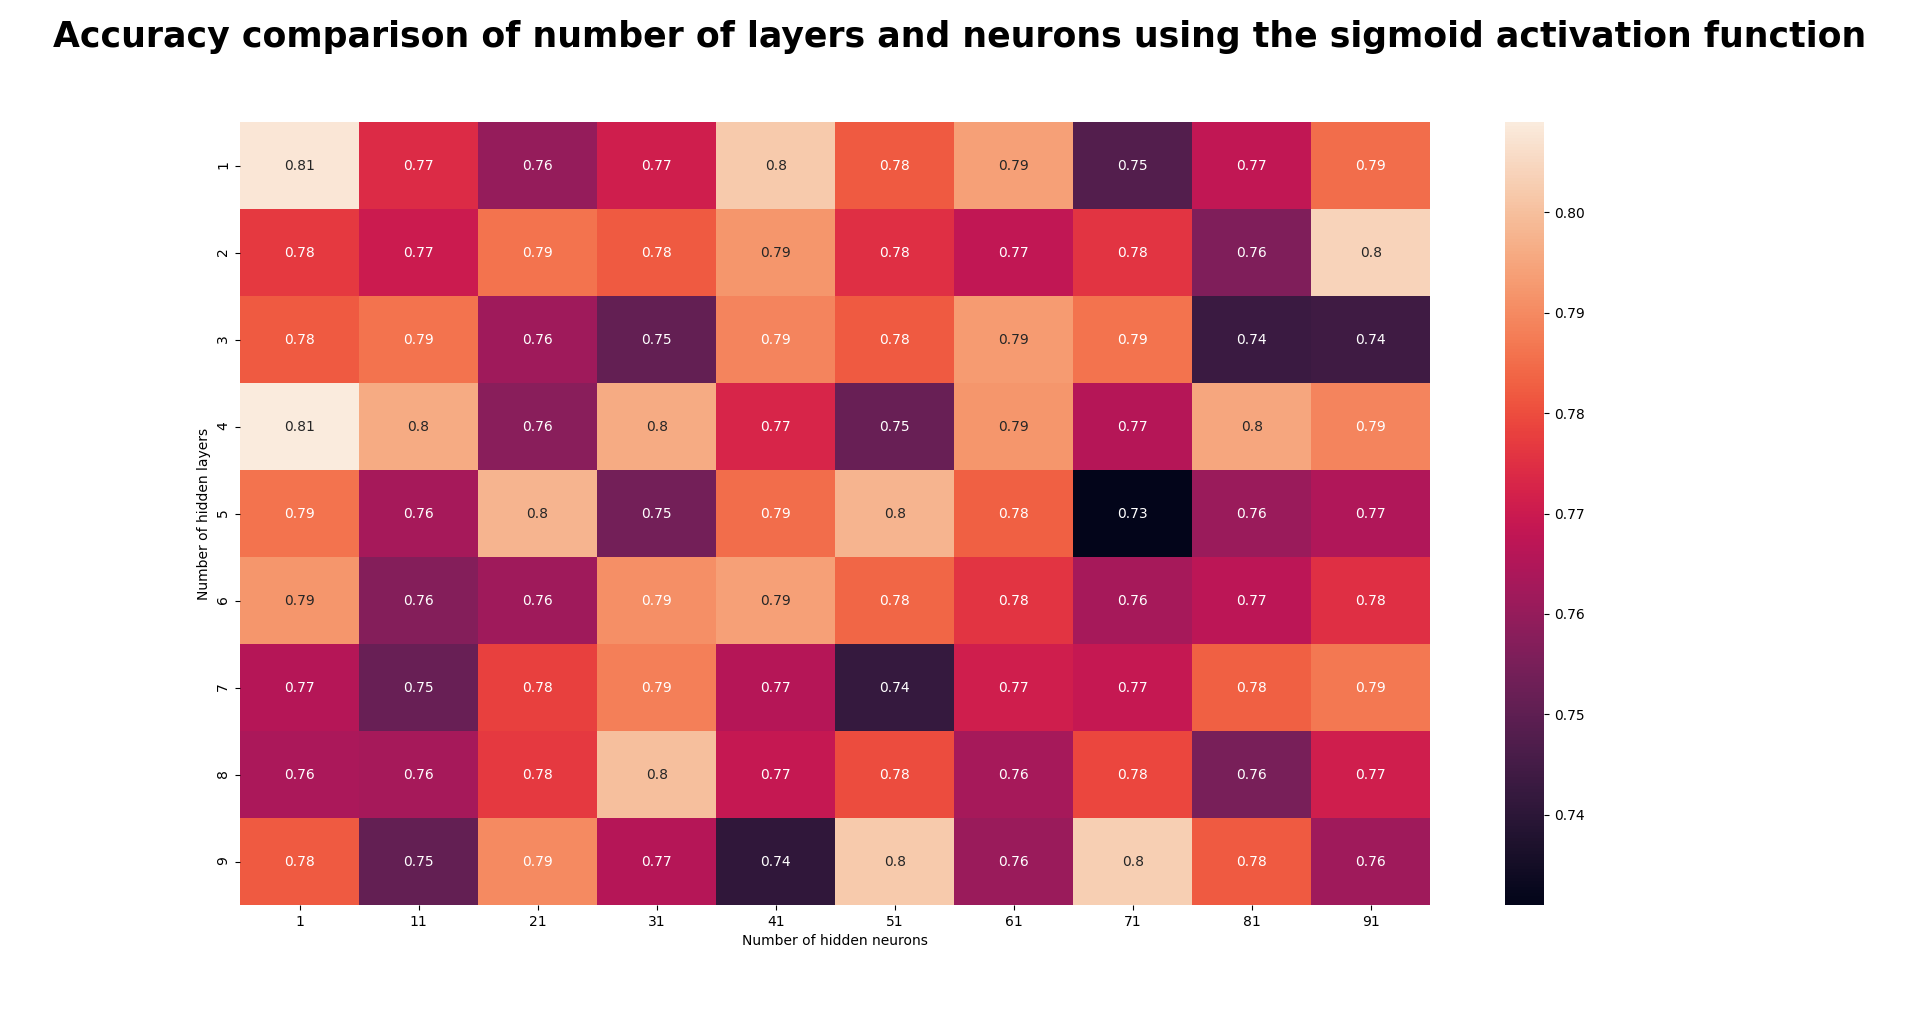 Accuracy comparison of number of layers and neurons using the sigmoid activation function
1 0.81 0.77 0.76 0.77 0.8 0.78 0.79 0.75 0.77 0.79
2 0.78 0.77 0.79 0.78 0.79 0.78 0.77 0.78 0.76 0.8
3 0.78 0.79 0.76 0.75 0.79 0.78 0.79 0.79 0.74 0.74
4 0.81 0.8 0.76 0.8 0.77 0.75 0.79 0.77 0.8 0.79
5 0.79 0.76 0.8 0.75 0.79 0.8 0.78 0.73 0.76 0.77
6 0.79 0.76 0.76 0.79 0.79 0.78 0.78 0.76 0.77 0.78
7 0.77 0.75 0.78 0.79 0.77 0.74 0.77 0.77 0.78 0.79
8 0.76 0.76 0.78 0.8 0.77 0.78 0.76 0.78 0.76 0.77
9 0.78 0.75 0.79 0.77 0.74 0.8 0.76 0.8 0.78 0.76
1 11 21 31 41 51 61 71 81 91
Number of hidden neurons
Number of hidden layers
0.80
0.79
0.78
0.77
0.76
0.75
0.74